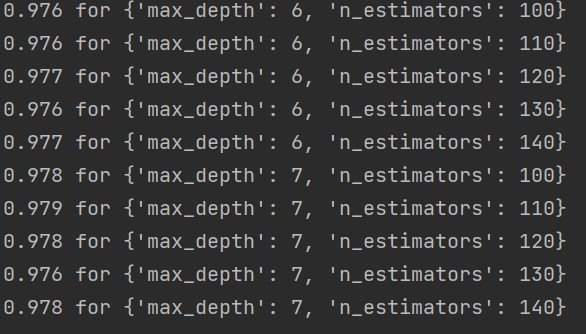 0.976 for {'max_depth': 6, 'n_estimators': 100}
0.976 for {'max_depth': 6, 'n_estimators': 110}
0.977 for {'max_depth': 6, 'n_estimators': 120}
0.976 for {'max_depth': 6, 'n_estimators': 130}
0.977 for {'max_depth': 6, 'n_estimators': 140}
0.978 for {'max_depth': 7, 'n_estimators': 100}
0.979 for {'max_depth': 7, 'n_estimators': 110}
0.978 for {'max_depth': 7, 'n_estimators': 120}
0.976 for {'max_depth': 7, 'n_estimators': 130}
0.978 for {'max_depth': 7, 'n_estimators': 140}